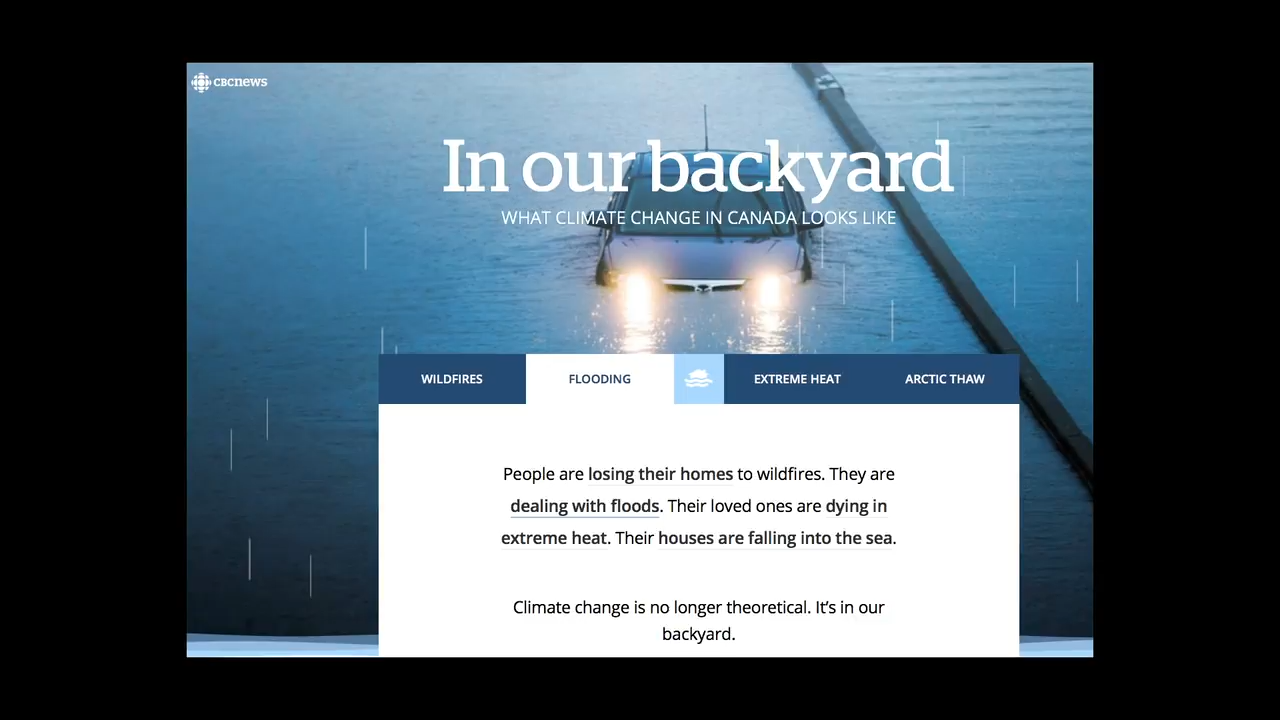 CBCnews
In our backyard
WHAT CLIMATE CHANGE IN CANADA LOOKS LIKE
WILDFIRES
FLOODING
EXTREME HEAT
ARCTIC THAW
People are losing their homes to wildfires. They are
dealing with floods. Their loved ones are dying in
extreme heat. Their houses are falling into the sea.
Climate change is no longer theoretical. It’s in our
backyard.